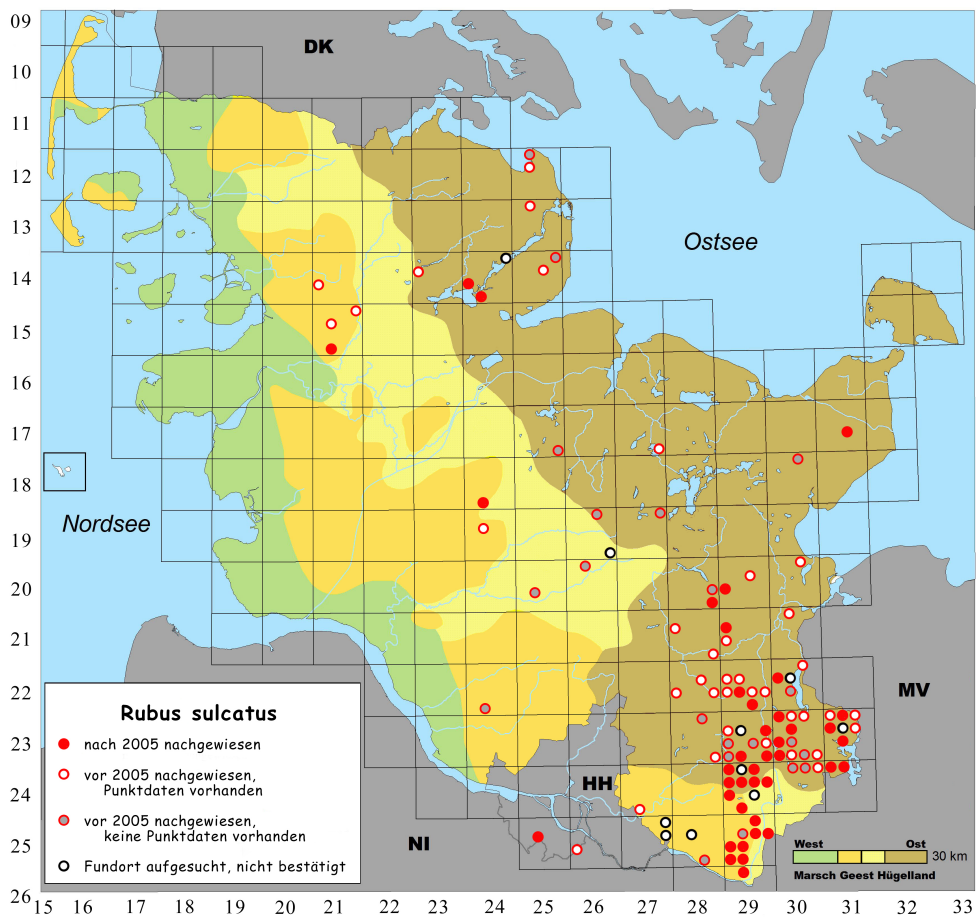 09
10
11
12
13
14
15
16
17
18
19
20
21
22
23
24
25
26
DK
Ostsee
Nordsee
MV
HH
NI
Rubus sulcatus
nach 2005 nachgewiesen
vor 2005 nachgewiesen,
Punktdaten vorhanden
vor 2005 nachgewiesen,
keine Punktdaten vorhanden
Fundort aufgesucht, nicht bestätigt
West Ost
30 km
Marsch Geest Hügelland
15 16 17 18 19 20 21 22 23 24 25 26 27 28 29 30 31 32 33